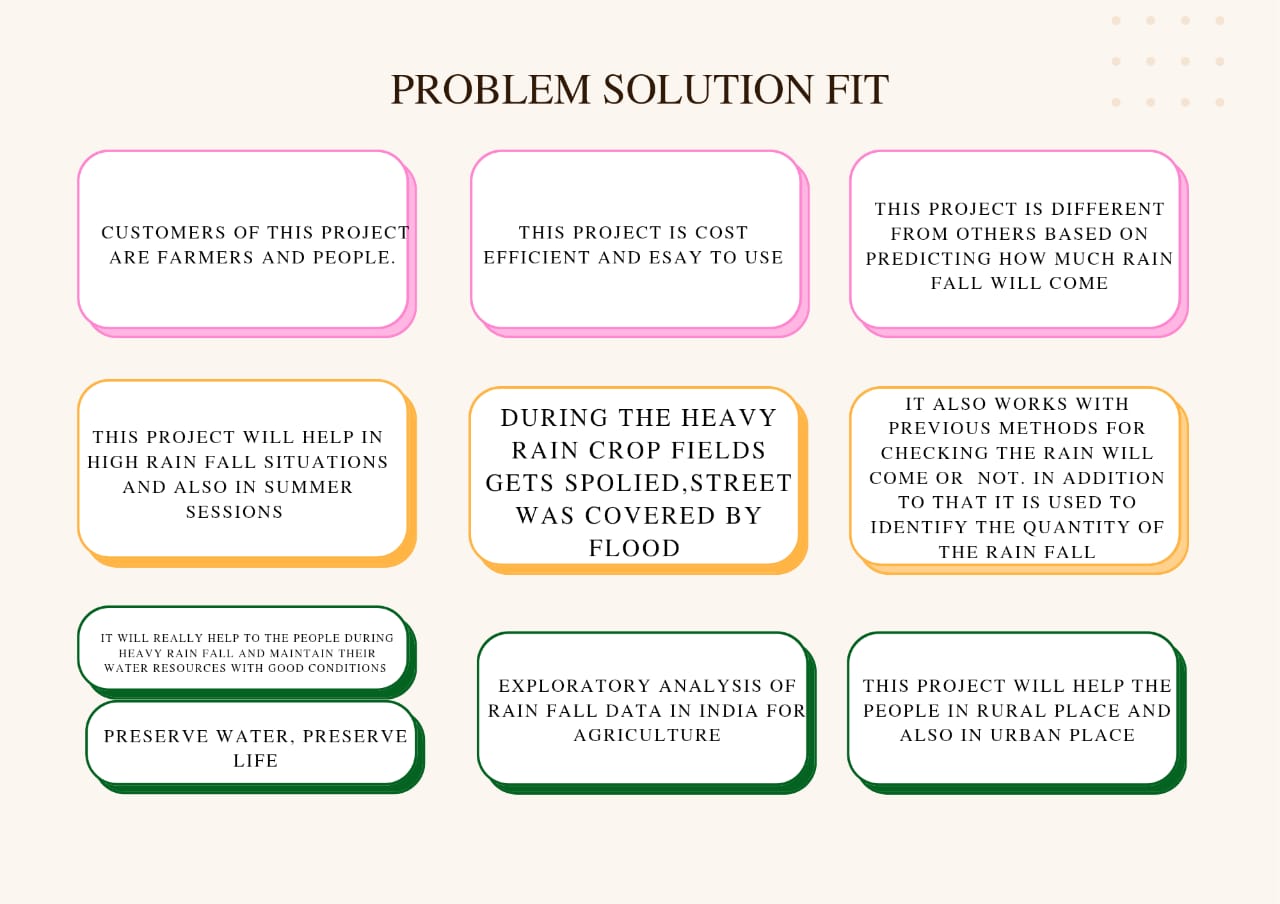 PROBLEM SOLUTION FIT
CUSTOMERS OF THIS PROJECT
ARE FARMERS AND PEOPLE.
THIS PROJECT IS COST
EFFICIENT AND ESAY TO USE
THIS PROJECT IS DIFFERENT
FROM OTHERS BASED ON
PREDICTING HOW MUCH RAIN
FALL WILL COME
THIS PROJECT WILL HELP IN
HIGH RAIN FALL SITUATIONS
AND ALSO IN SUMMER
SESSIONS
DURING THE HEAVY
RAIN CROP FIELDS
GETS SPOLIED,STREET
WAS COVERED BY
FLOOD
IT ALSO WORKS WITH
PREVIOUS METHODS FOR
CHECKING THE RAIN WILL
COME OR  NOT. IN ADDITION
TO THAT IT IS USED TO
IDENTIFY THE QUANTITY OF
THE RAIN FALL
IT WILL REALLY HELP TO THE PEOPLE DURING
HEAVY RAIN FALL AND MAINTAIN THEIR
WATER RESOURCES WITH GOOD CONDITIONS
PRESERVE WATER, PRESERVE
LIFE
EXPLORATORY ANALYSIS OF
RAIN FALL DATA IN INDIA FOR
AGRICULTURE
THIS PROJECT WILL HELP THE
PEOPLE IN RURAL PLACE AND
ALSO IN URBAN PLACE